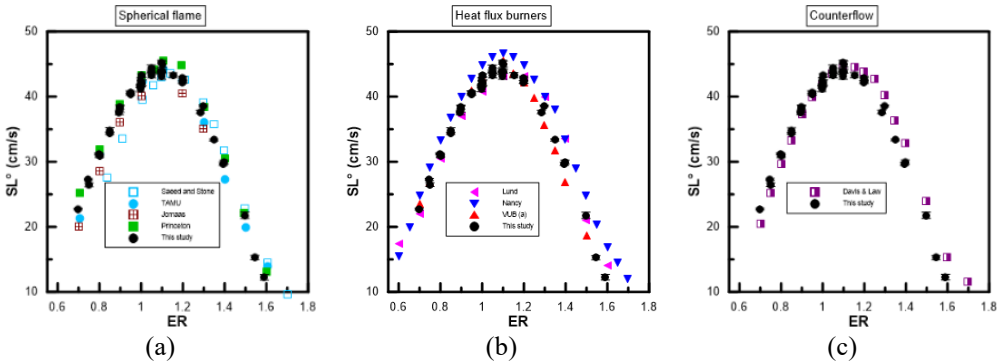 Spherical flame
50
40
30
20
10
SL° (cm/s)
Saeed and Stone
TAMU
Jomaas
Princeton
This study
0.6 0.8 1 1.2 1.4 1.6 1.8
ER
(a)
Heat flux burners
50
40
30
20
10
SL° (cm/s)
Lund
Nancy
VUB (a)
This study
0.6 0.8 1 1.2 1.4 1.6 1.8
ER
(b)
Counterflow
50
40
30
20
10
SL° (cm/s)
Davis & Law
This study
0.6 0.8 1 1.2 1.4 1.6 1.8
ER
(c)